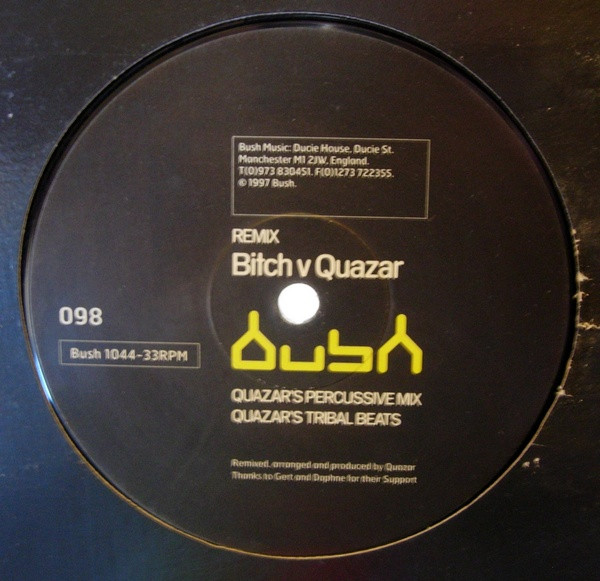 Bush Music: Ducie House, Ducie St.
Manchester M1 2JW, England.
T(0)973 830451. F(0)1273 722355.
© 1997 Bush.
REMIX
Bitch v Quazar
098
Bush 1044-33RPM
bush
QUAZAR'S PERCUSSIVE MIX
QUAZAR'S TRIBAL BEATS
Remixed, arranged and produced by Quazar
Thanks to Gert and Daphne for their Support